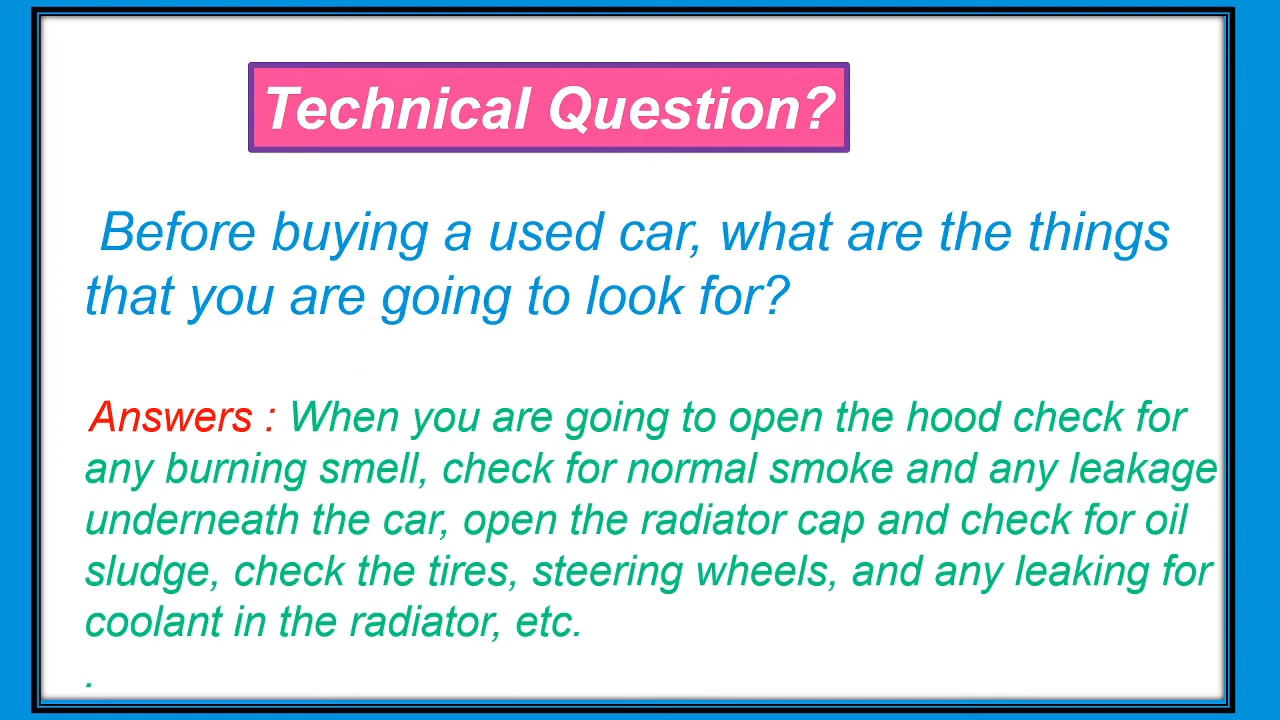 Technical Question?
Before buying a used car, what are the things
that you are going to look for?
Answers : When you are going to open the hood check for
any burning smell, check for normal smoke and any leakage
underneath the car, open the radiator cap and check for oil
sludge, check the tires, steering wheels, and any leaking for
coolant in the radiator, etc.
.